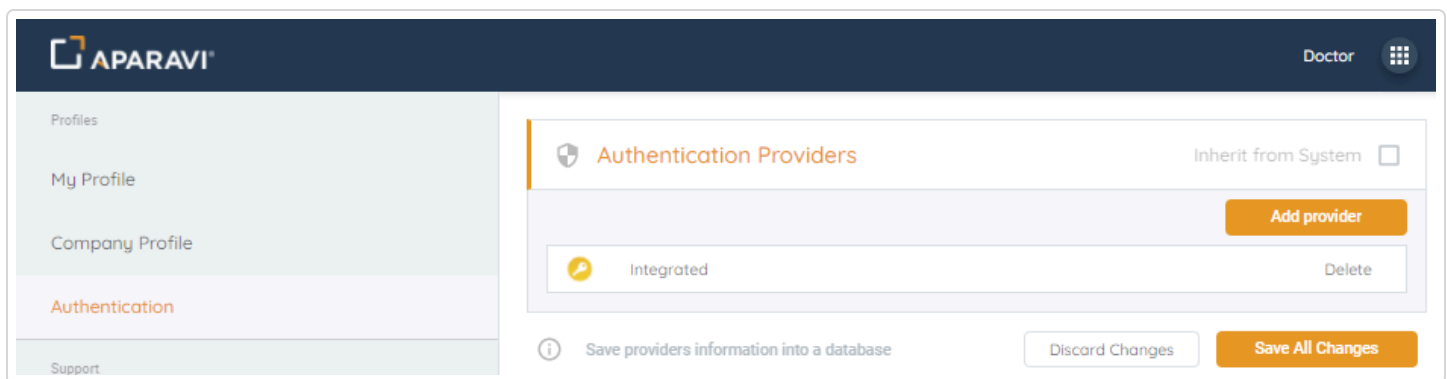 APARAVI®
Doctor
Profiles
My Profile
Company Profile
Authentication
Support
Authentication Providers
Inherit from System
Add provider
Integrated
Delete
Save providers information into a database
Discard Changes
Save All Changes